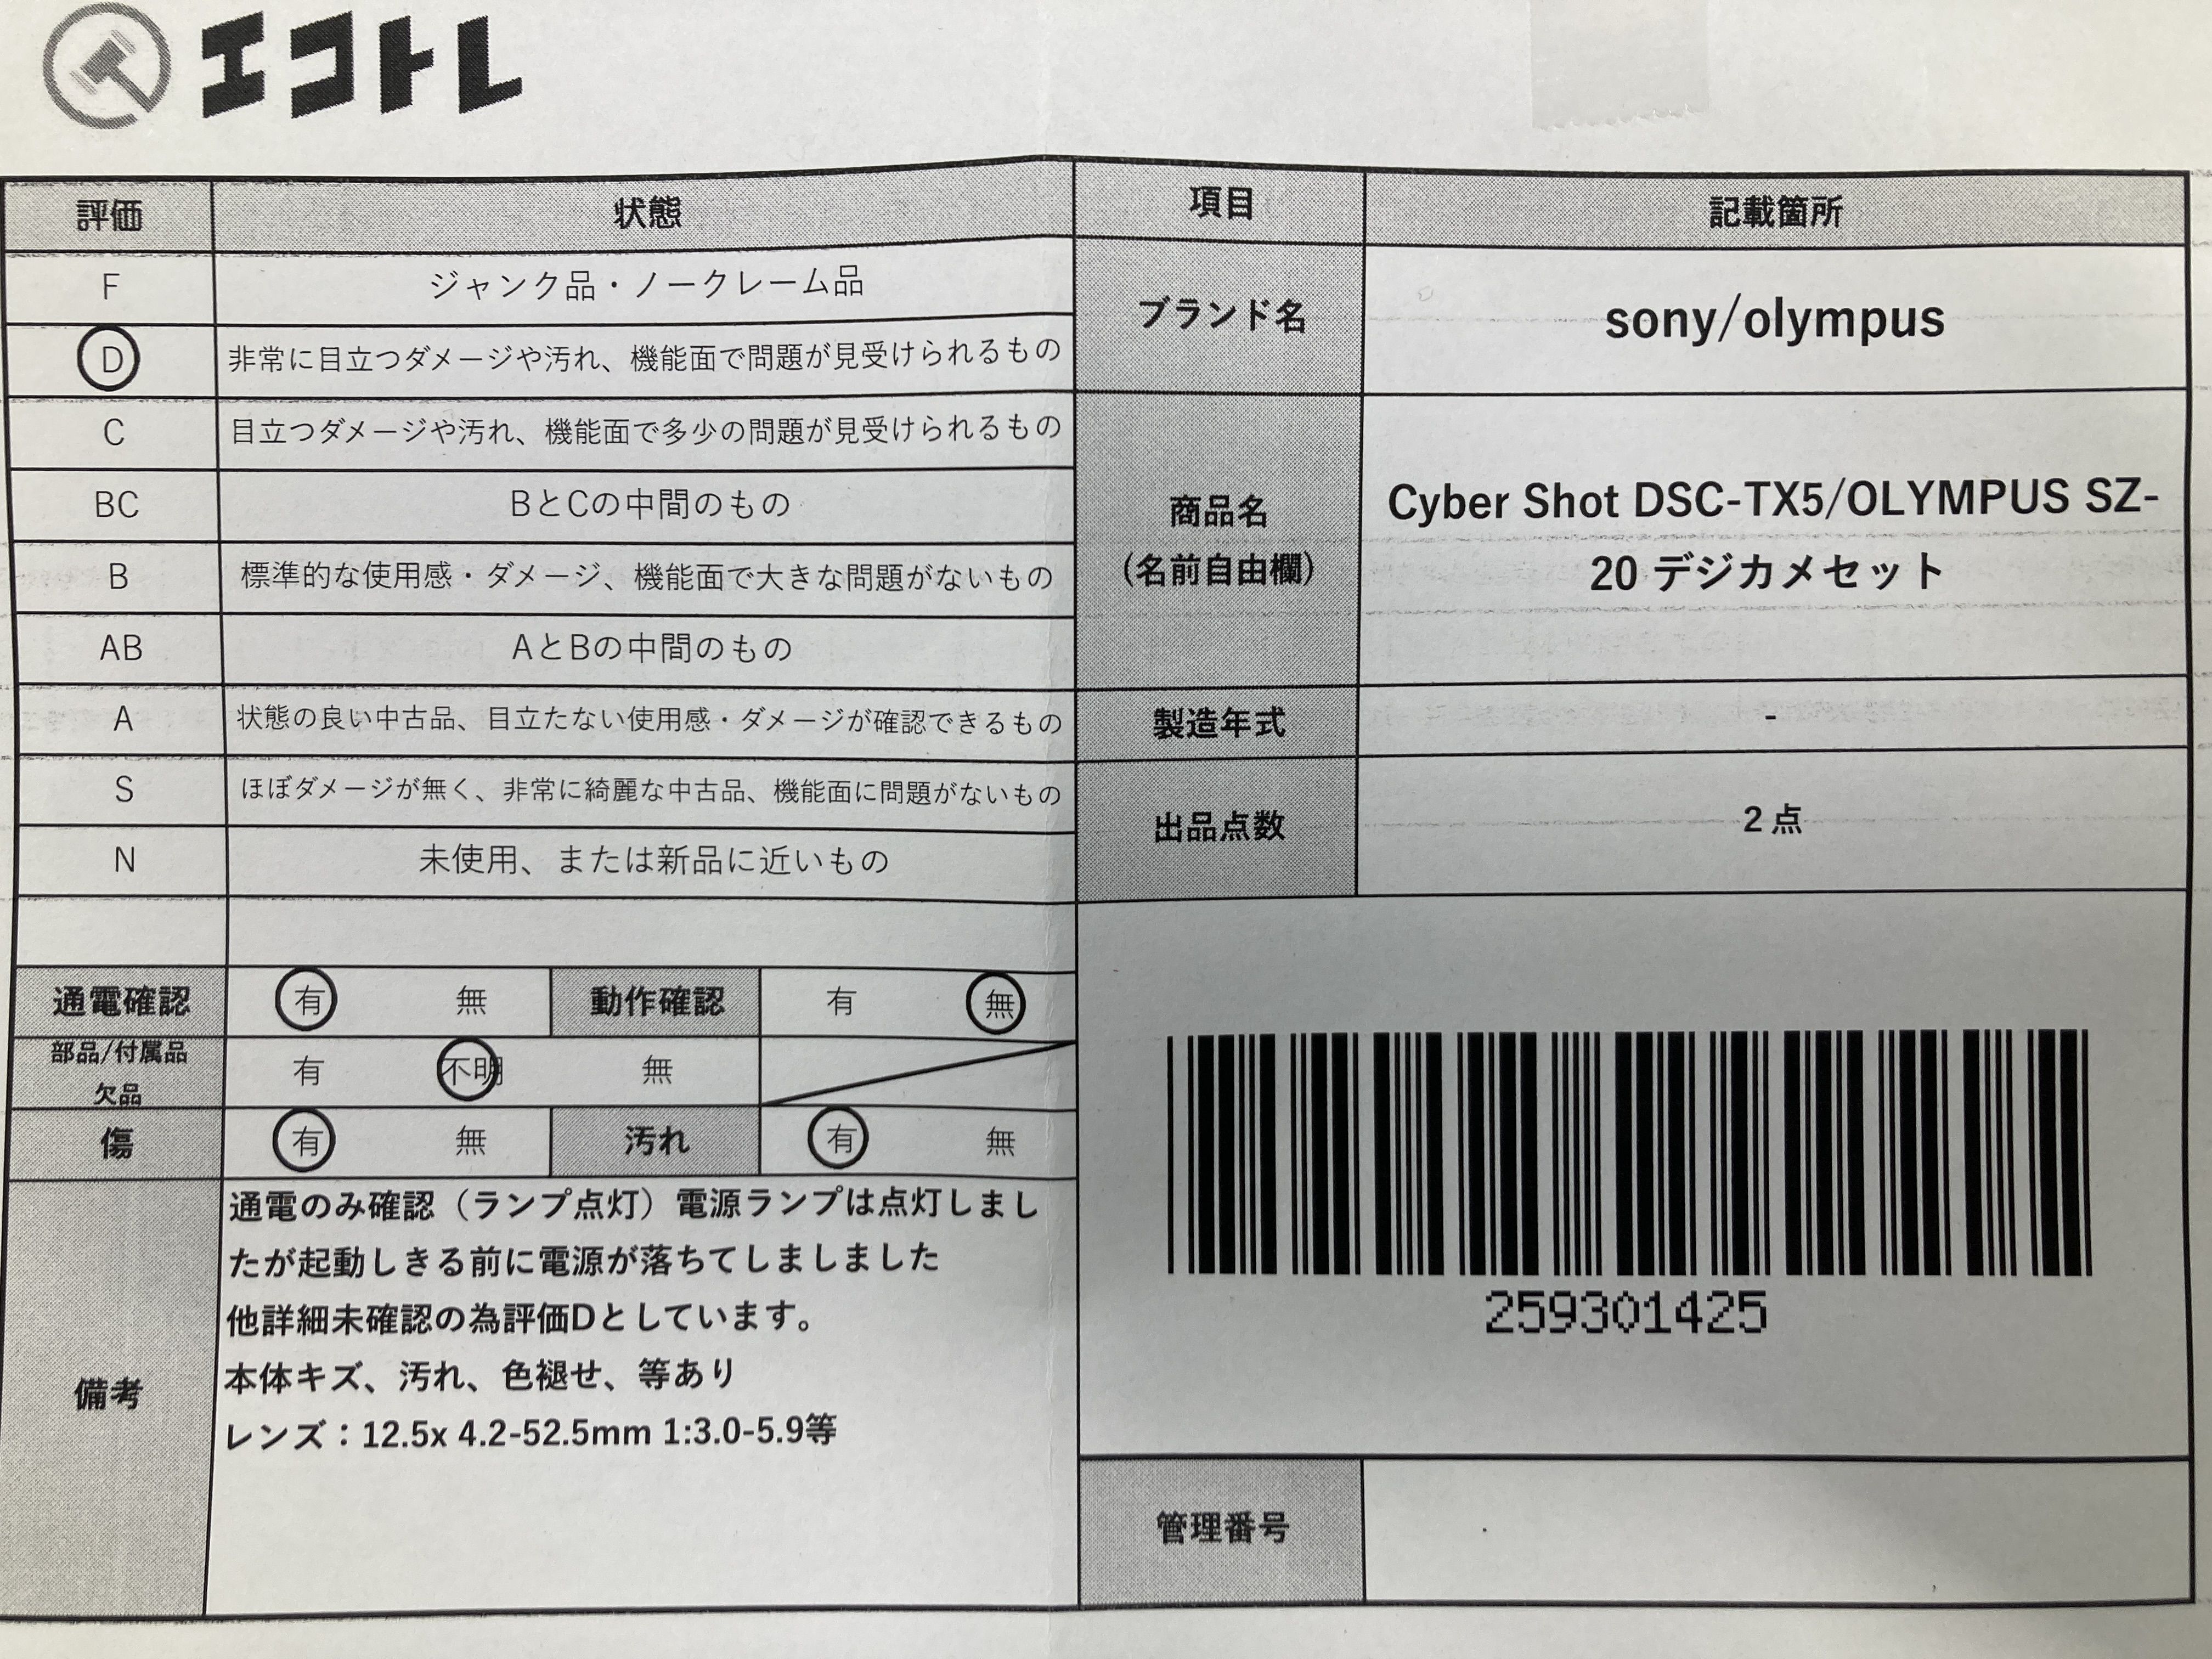 エコトレ
評価 状態
F ジャンク品・ノークレーム品
D 非常に目立つダメージや汚れ、機能面で問題が見受けられるもの
C 目立つダメージや汚れ、機能面で多少の問題が見受けられるもの
BC BとCの中間のもの
B 標準的な使用感・ダメージ、機能面で大きな問題がないもの
AB AとBの中間のもの
A 状態の良い中古品、目立たない使用感・ダメージが確認できるもの
S ほぼダメージが無く、非常に綺麗な中古品、機能面に問題がないもの
N 未使用、または新品に近いもの
通電確認 有 無 動作確認 有 無
部品/付属品
欠品
有 不明 無
傷 有 無 汚れ 有 無
備考
通電のみ確認（ランプ点灯）電源ランプは点灯しまし
たが起動しきる前に電源が落ちてしましました
他詳細未確認の為評価Dとしています。
本体キズ、汚れ、色褪せ、等あり
レンズ：12.5x 4.2-52.5mm 1:3.0-5.9等
項目 記載箇所
ブランド名 sony/olympus
商品名
(名前自由欄)
Cyber Shot DSC-TX5/OLYMPUS SZ-
20 デジカメセット
製造年式 -
出品点数 2点
259301425
管理番号